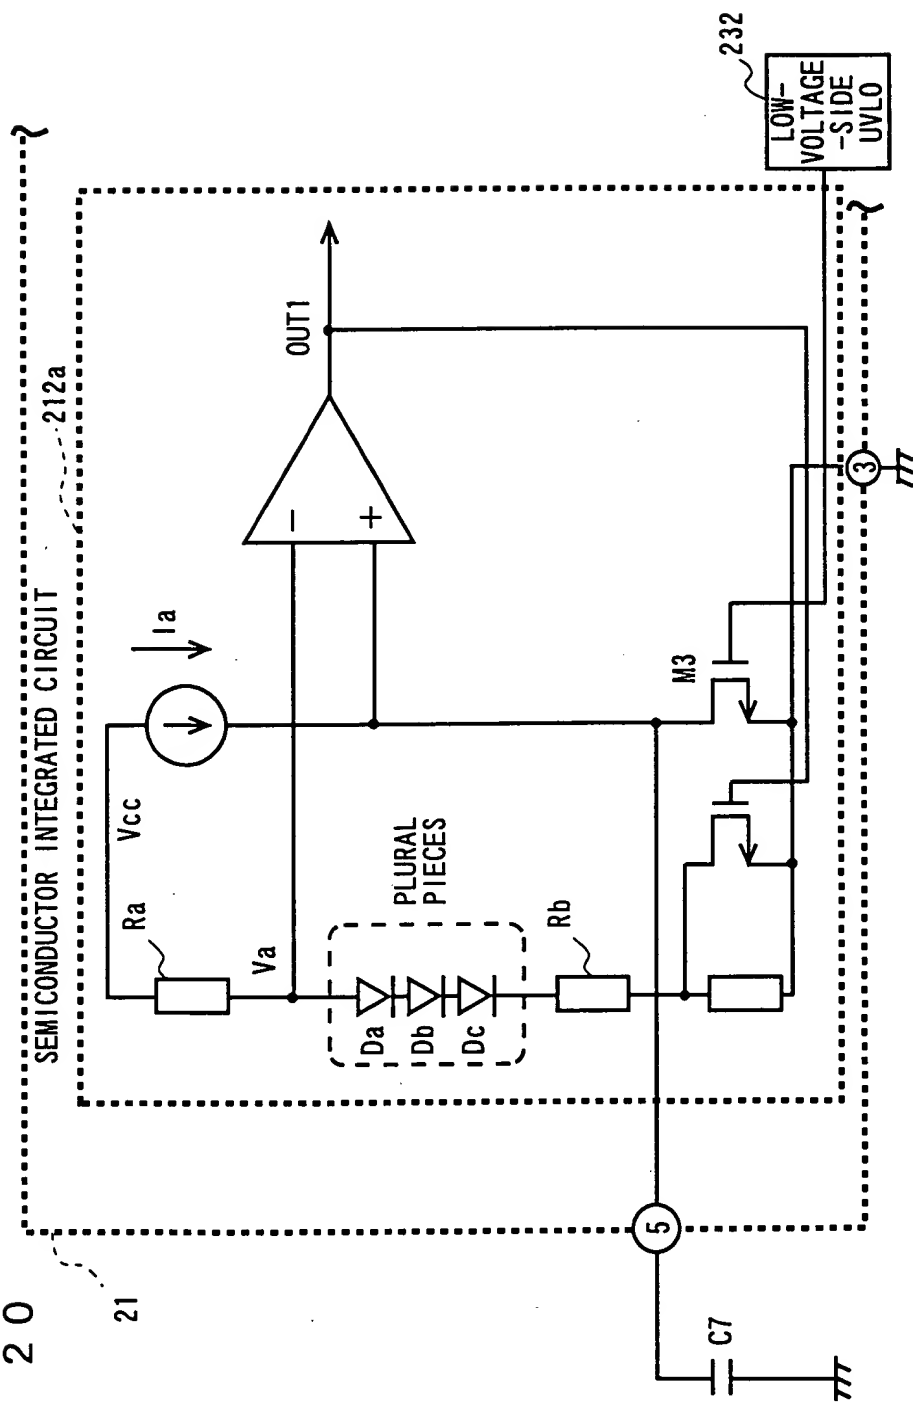 20
21
SEMICONDUCTOR INTEGRATED CIRCUIT
212a
Vcc
Ia
Ra
Va
OUT1
−
+
PLURAL
PIECES
Da
Db
Dc
Rb
M3
232
LOW-
VOLTAGE
-SIDE
UVLO
5
3
C7